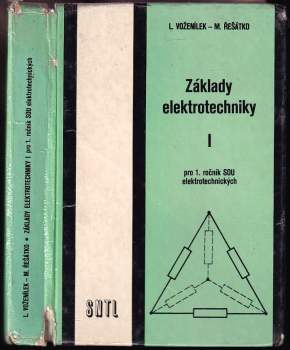 L. VOŽENÍLEK – M. ŘEŠÁTKO • ZÁKLADY ELEKTROTECHNIKY I pro 1. ročník SOU elektrotechnických
L. VOŽENÍLEK – M. ŘEŠÁTKO
Základy
elektrotechniky
I
pro 1. ročník SOU
elektrotechnických
SNTL